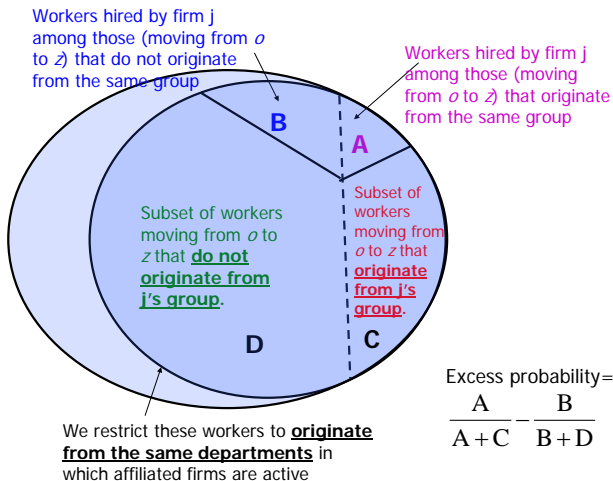 Workers hired by firm j
among those (moving from o
to z) that do not originate
from the same group
Workers hired by firm j
among those (moving
from o to z) that originate
from the same group
B
A
Subset of workers
moving from o to
z that do not
originate from
j's group.
Subset of
workers
moving from
o to z that
originate
from j's
group.
D
C
Excess probability=
A/(A+C) − B/(B+D)
We restrict these workers to originate
from the same departments in
which affiliated firms are active